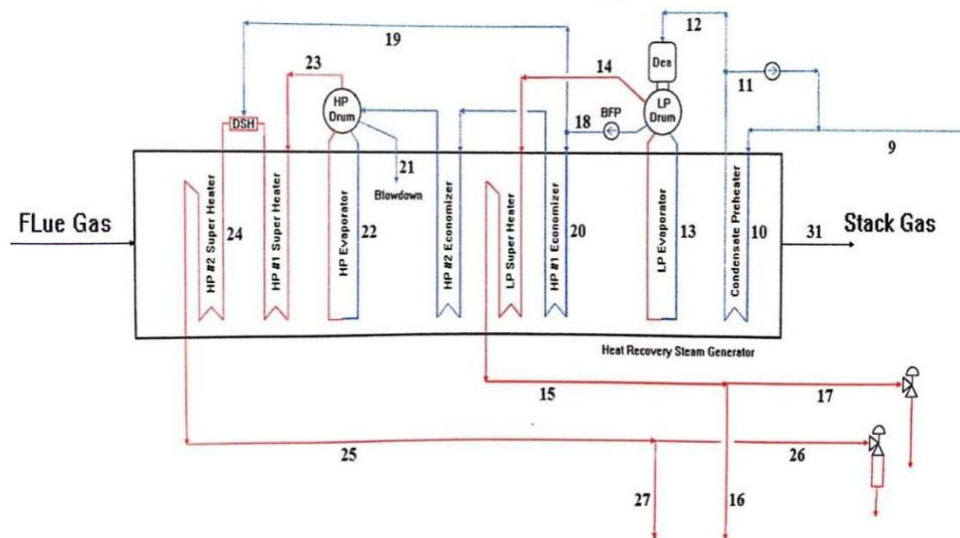 19
12
23
14
Dea
11
HP
Drum
LP
Drum
BFP
18
DSH
9
21
Blowdown
FLue Gas
HP #2 Super Heater
24
HP #1 Super Heater
HP Evaporator
22
HP #2 Economizer
LP Super Heater
HP #1 Economizer
20
LP Evaporator
13
Condensate Preheater
10
31
Stack Gas
Heat Recovery Steam Generator
15
17
25
26
27
16